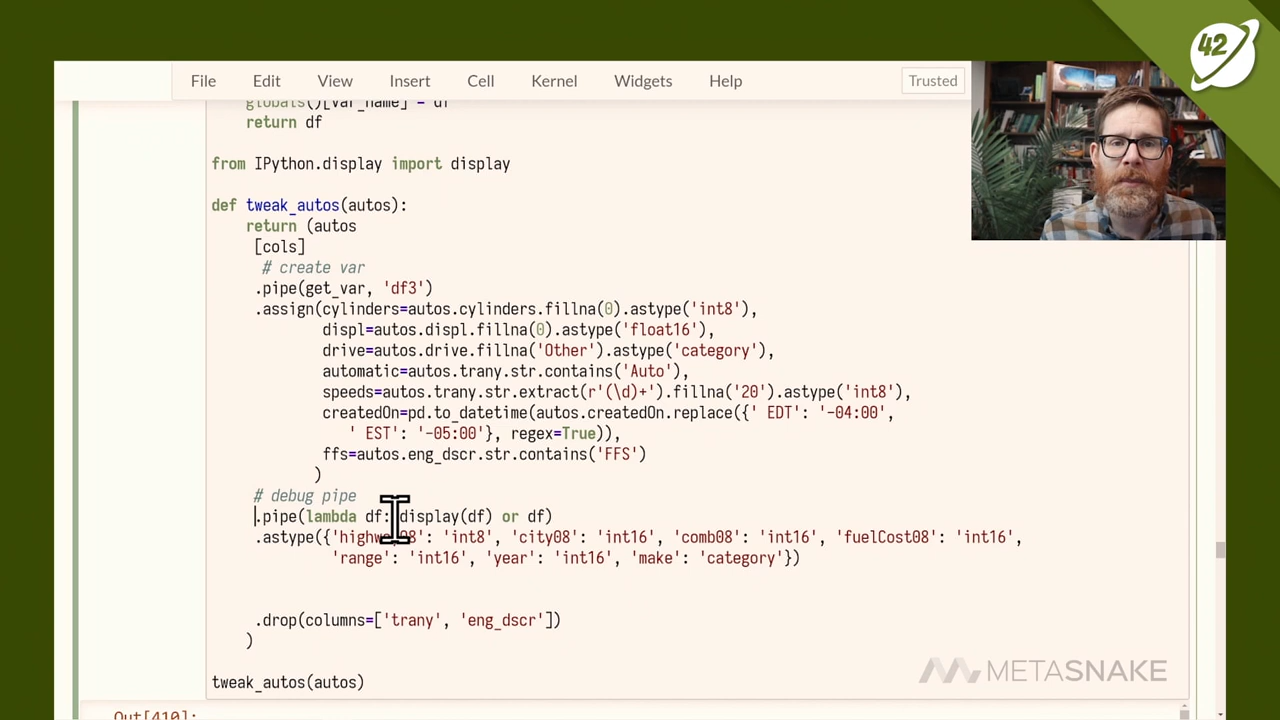 42
File Edit View Insert Cell Kernel Widgets Help Trusted
globals()[var_name] = df
return df
from IPython.display import display
def tweak_autos(autos):
return (autos
[cols]
# create var
.pipe(get_var, 'df3')
.assign(cylinders=autos.cylinders.fillna(0).astype('int8'),
displ=autos.displ.fillna(0).astype('float16'),
drive=autos.drive.fillna('Other').astype('category'),
automatic=autos.trany.str.contains('Auto'),
speeds=autos.trany.str.extract(r'(\d)+').fillna('20').astype('int8'),
createdOn=pd.to_datetime(autos.createdOn.replace({' EDT': '-04:00',
' EST': '-05:00'}, regex=True)),
ffs=autos.eng_dscr.str.contains('FFS')
)
# debug pipe
.pipe(lambda df: display(df) or df)
.astype({'highway08': 'int8', 'city08': 'int16', 'comb08': 'int16', 'fuelCost08': 'int16',
'range': 'int16', 'year': 'int16', 'make': 'category'})
.drop(columns=['trany', 'eng_dscr'])
)
tweak_autos(autos)
METASNAKE
Out[410]: